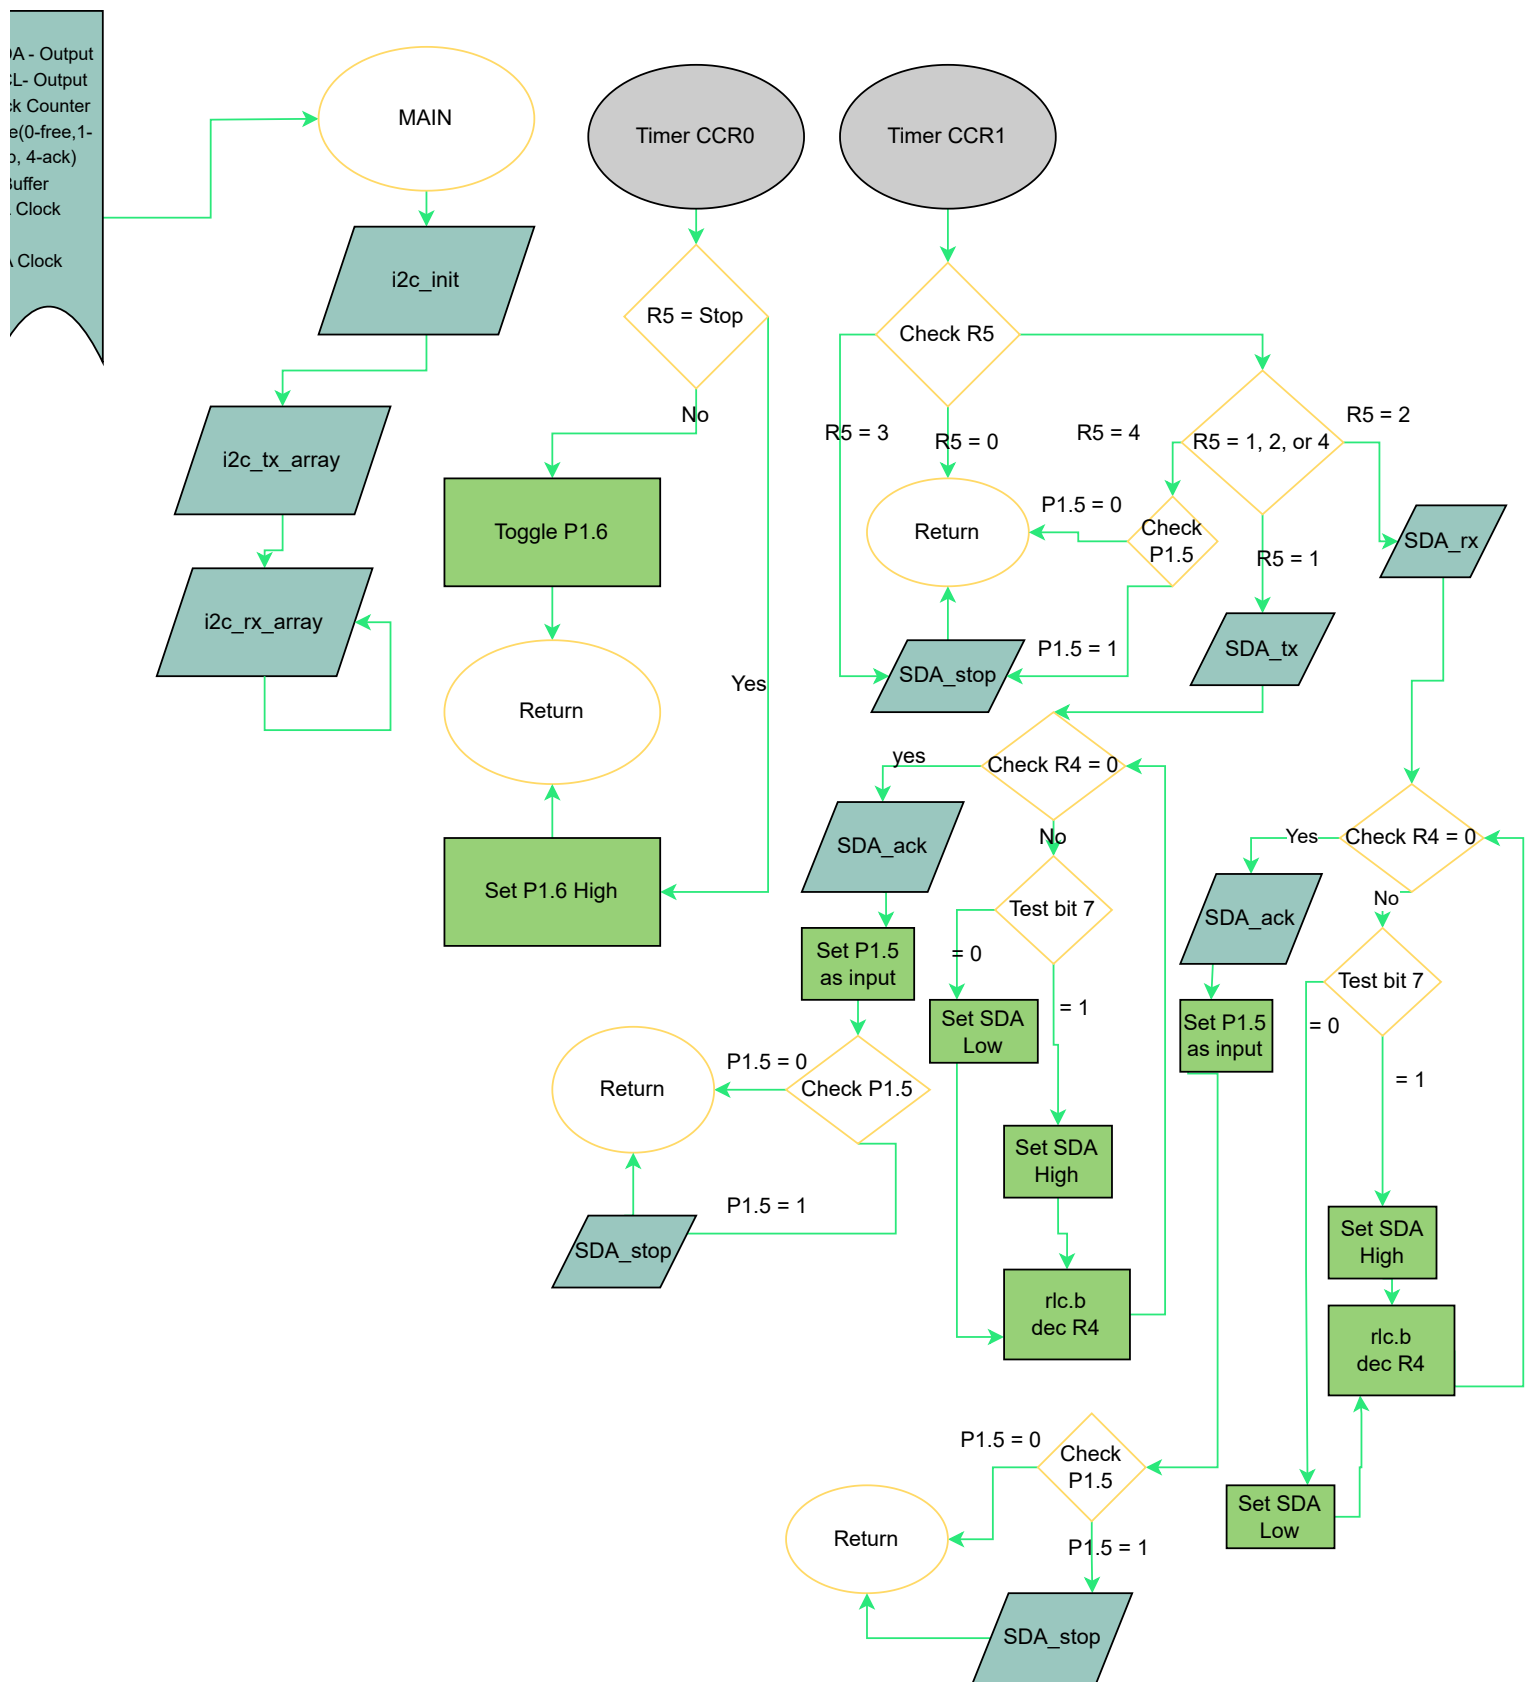 - Output
- Output
Counter
4-ack)
Clock
Clock
MAIN
i2c_init
i2c_tx_array
i2c_rx_array
Timer CCR0
R5 = Stop
No
Yes
Toggle P1.6
Return
Set P1.6 High
Timer CCR1
Check R5
R5 = 3
R5 = 0
R5 = 4
R5 = 1, 2, or 4
R5 = 2
P1.5 = 0
Check
P1.5
Return
R5 = 1
SDA_rx
P1.5 = 1
SDA_stop
SDA_tx
yes
Check R4 = 0
SDA_ack
No
Test bit 7
= 0
= 1
Set P1.5
as input
Set SDA
Low
P1.5 = 0
Check P1.5
Return
P1.5 = 1
SDA_stop
Set SDA
High
rlc.b
dec R4
Yes
Check R4 = 0
SDA_ack
No
Test bit 7
= 0
= 1
Set P1.5
as input
Set SDA
High
rlc.b
dec R4
Set SDA
Low
P1.5 = 0
Check
P1.5
Return
P1.5 = 1
SDA_stop